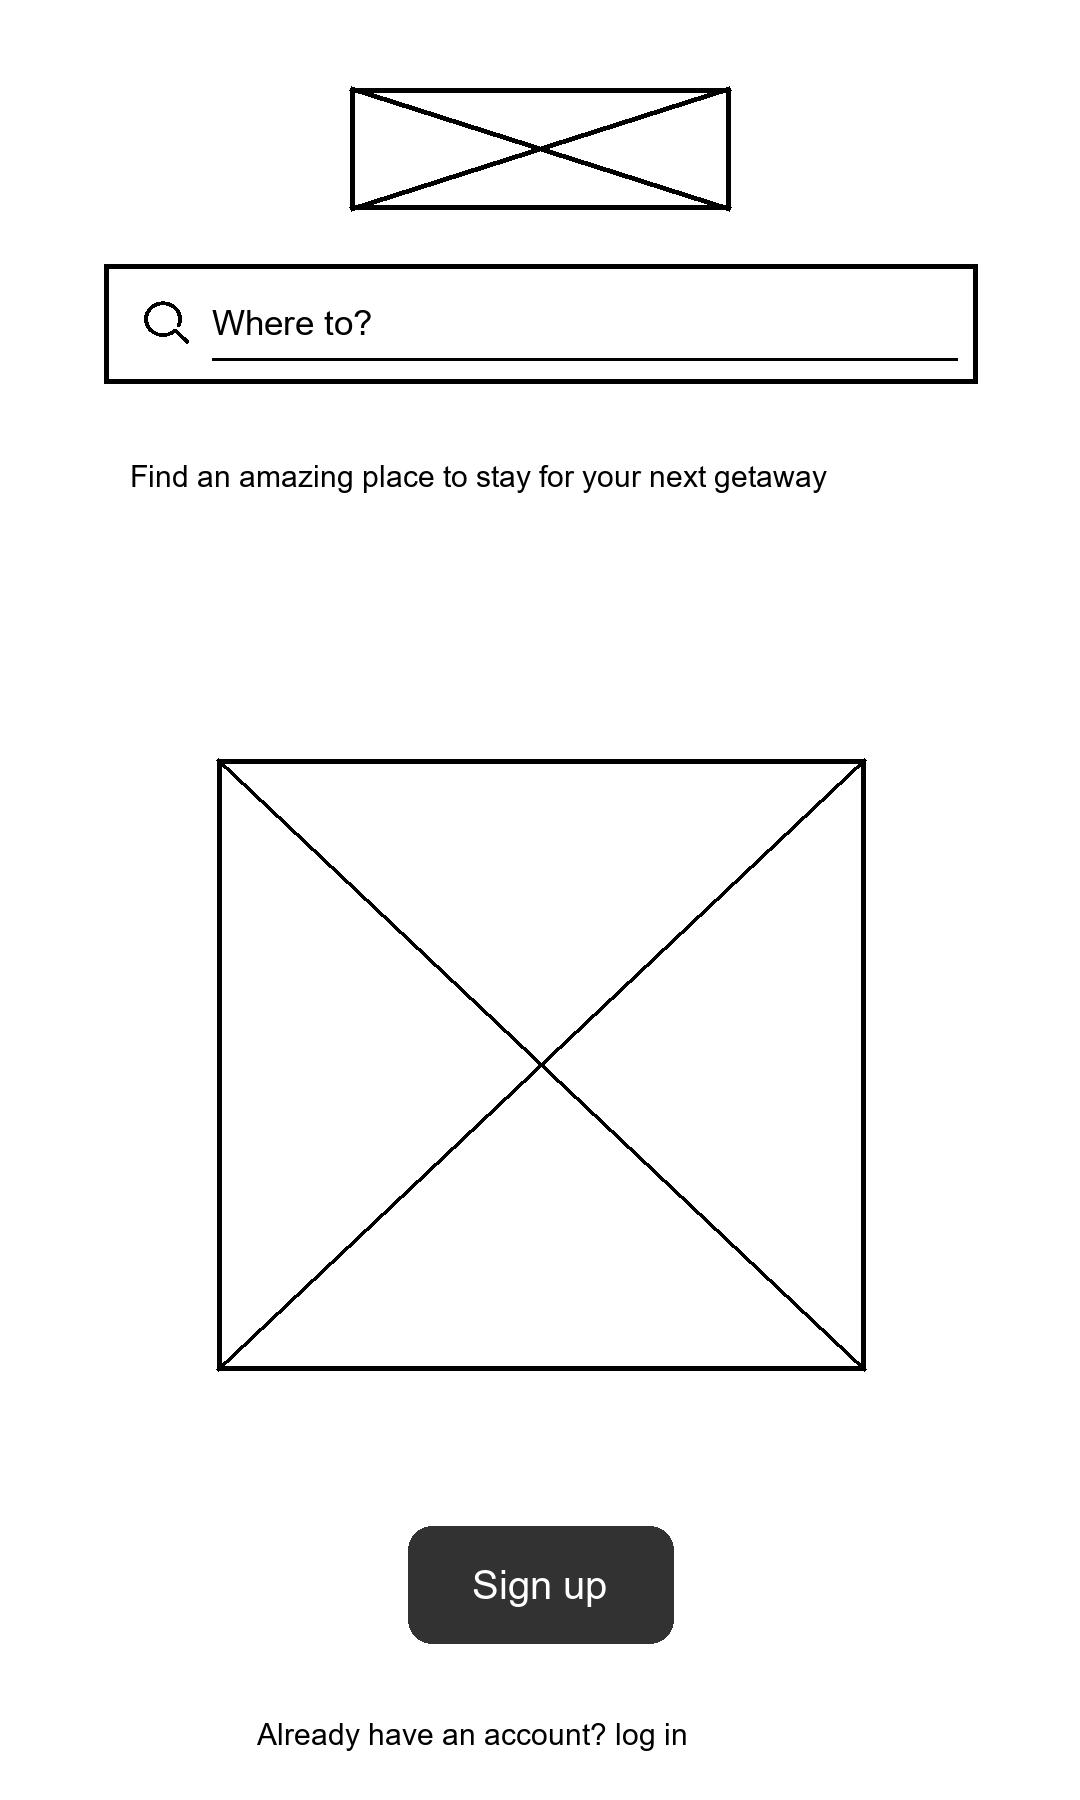 Where to?
Find an amazing place to stay for your next getaway
Sign up
Already have an account? log in